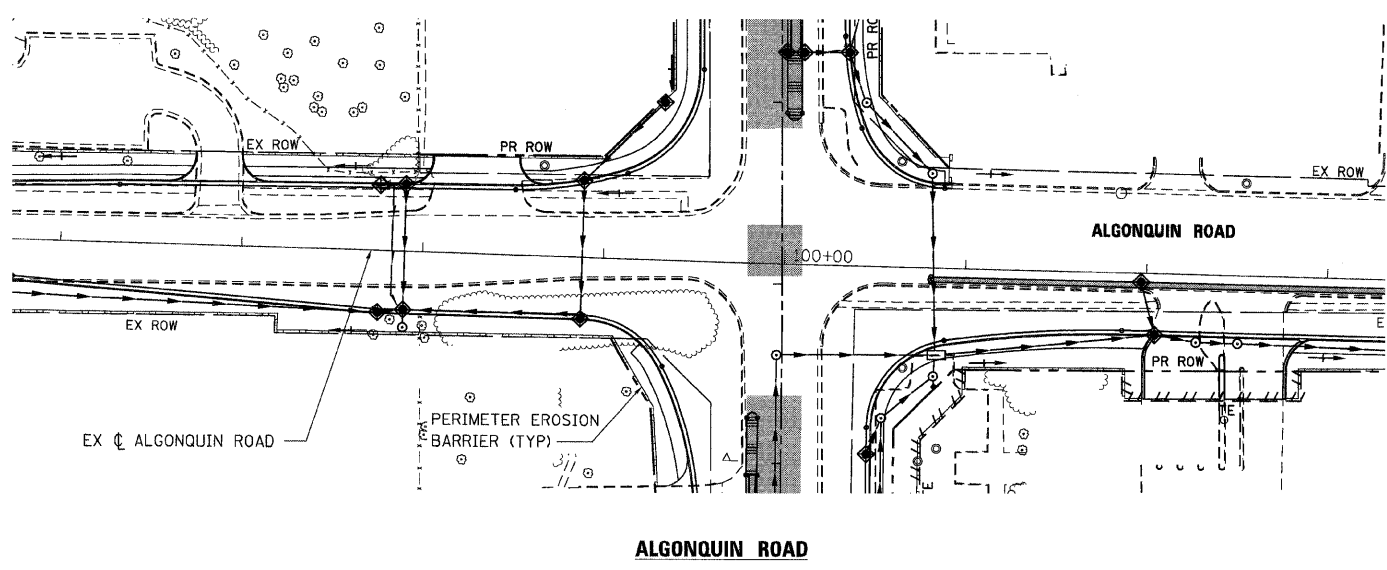 PR RO
EX ROW
PR ROW
EX ROW
ALGONQUIN ROAD
100+00
EX ROW
E
PR ROW
PERIMETER EROSION
BARRIER (TYP)
EX ℄ ALGONQUIN ROAD
E
E
ALGONQUIN ROAD